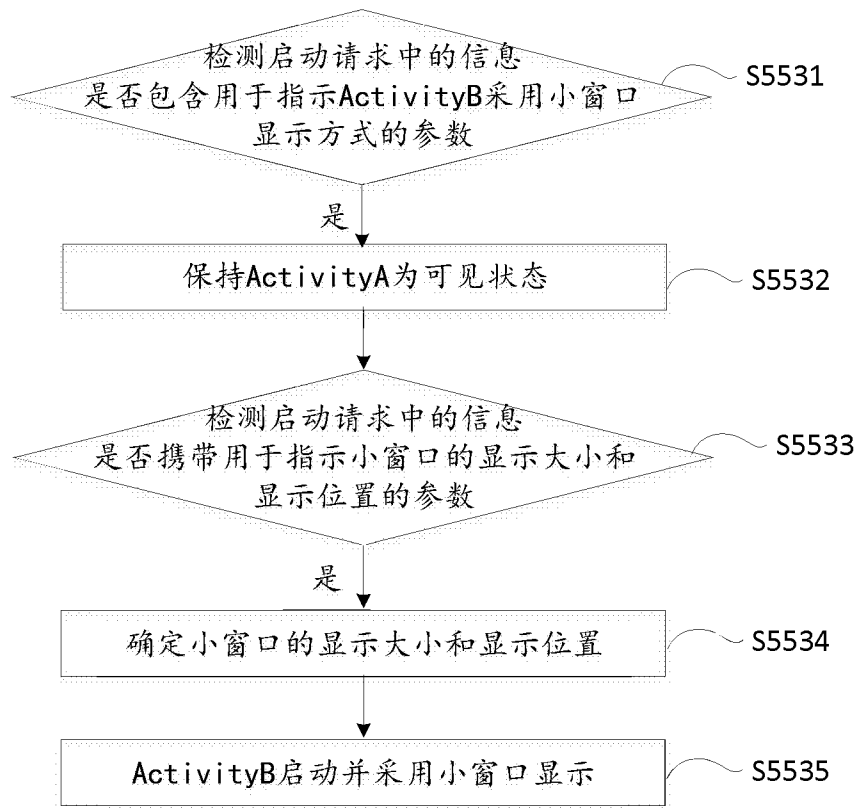 检测启动请求中的信息
是否包含用于指示ActivityB采用小窗口
显示方式的参数
S5531
是
保持ActivityA为可见状态
S5532
检测启动请求中的信息
是否携带用于指示小窗口的显示大小和
显示位置的参数
S5533
是
确定小窗口的显示大小和显示位置
S5534
ActivityB启动并采用小窗口显示
S5535